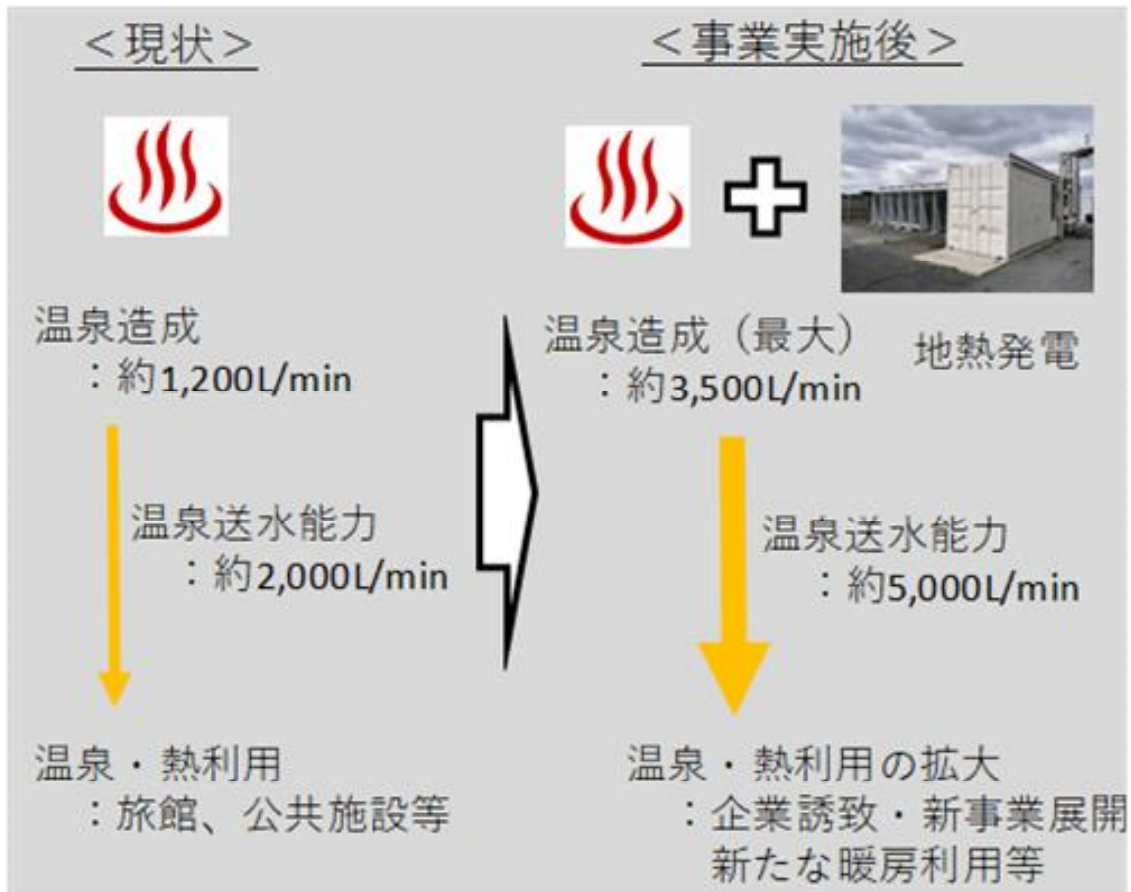 ＜現状＞
温泉造成
：約1,200L/min
温泉送水能力
：約2,000L/min
温泉・熱利用
：旅館、公共施設等
＜事業実施後＞
温泉造成（最大）
：約3,500L/min
地熱発電
温泉送水能力
：約5,000L/min
温泉・熱利用の拡大
：企業誘致・新事業展開
新たな暖房利用等